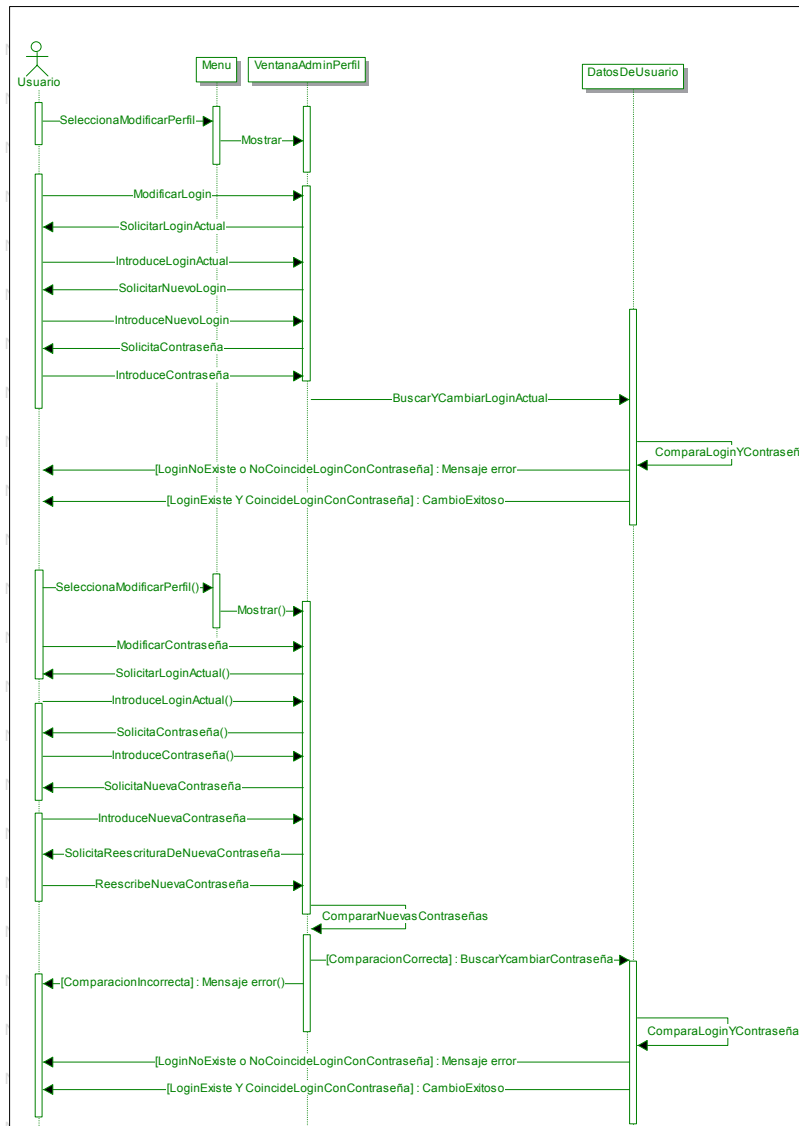 Usuario
Menu
VentanaAdminPerfil
DatosDeUsuario
SeleccionaModificarPerfil
Mostrar
ModificarLogin
SolicitarLoginActual
IntroduceLoginActual
SolicitarNuevoLogin
IntroduceNuevoLogin
SolicitaContraseña
IntroduceContraseña
BuscarYCambiarLoginActual
ComparaLoginYContraseñ
[LoginNoExiste o NoCoincideLoginConContraseña] : Mensaje error
[LoginExiste Y CoincideLoginConContraseña] : CambioExitoso
SeleccionaModificarPerfil()
Mostrar()
ModificarContraseña
SolicitarLoginActual()
IntroduceLoginActual()
SolicitaContraseña()
IntroduceContraseña()
SolicitaNuevaContraseña
IntroduceNuevaContraseña
SolicitaReescrituraDeNuevaContraseña
ReescribeNuevaContraseña
CompararNuevasContraseñas
[ComparacionCorrecta] : BuscarYcambiarContraseña
[ComparacionIncorrecta] : Mensaje error()
ComparaLoginYContraseña
[LoginNoExiste o NoCoincideLoginConContraseña] : Mensaje error
[LoginExiste Y CoincideLoginConContraseña] : CambioExitoso